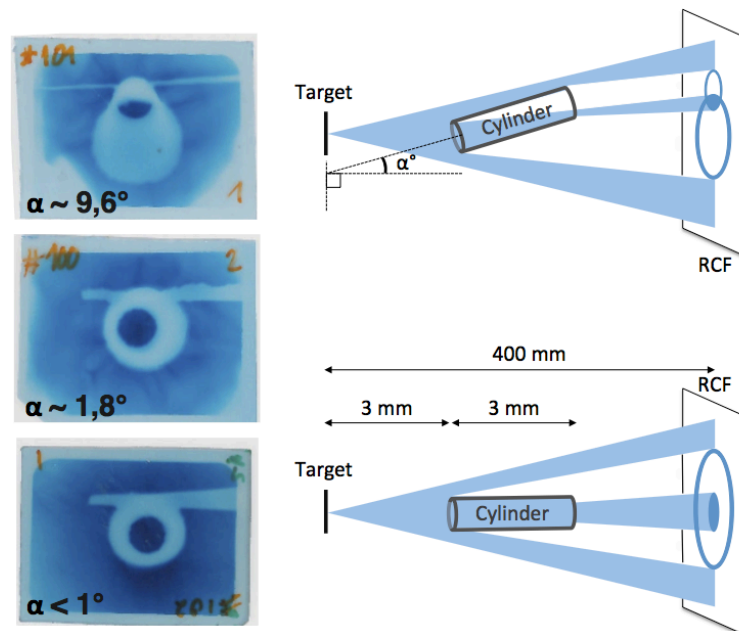 #101
1
α ~ 9,6°
#100
2
α ~ 1,8°
1
α < 1°
Target
Cylinder
α°
RCF
400 mm
RCF
3 mm
3 mm
Target
Cylinder